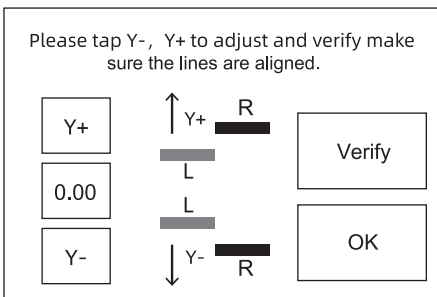 Please tap Y-, Y+ to adjust and verify make
sure the lines are aligned.
Y+
0.00
Y-
Y+
R
L
L
Y-
R
Verify
OK